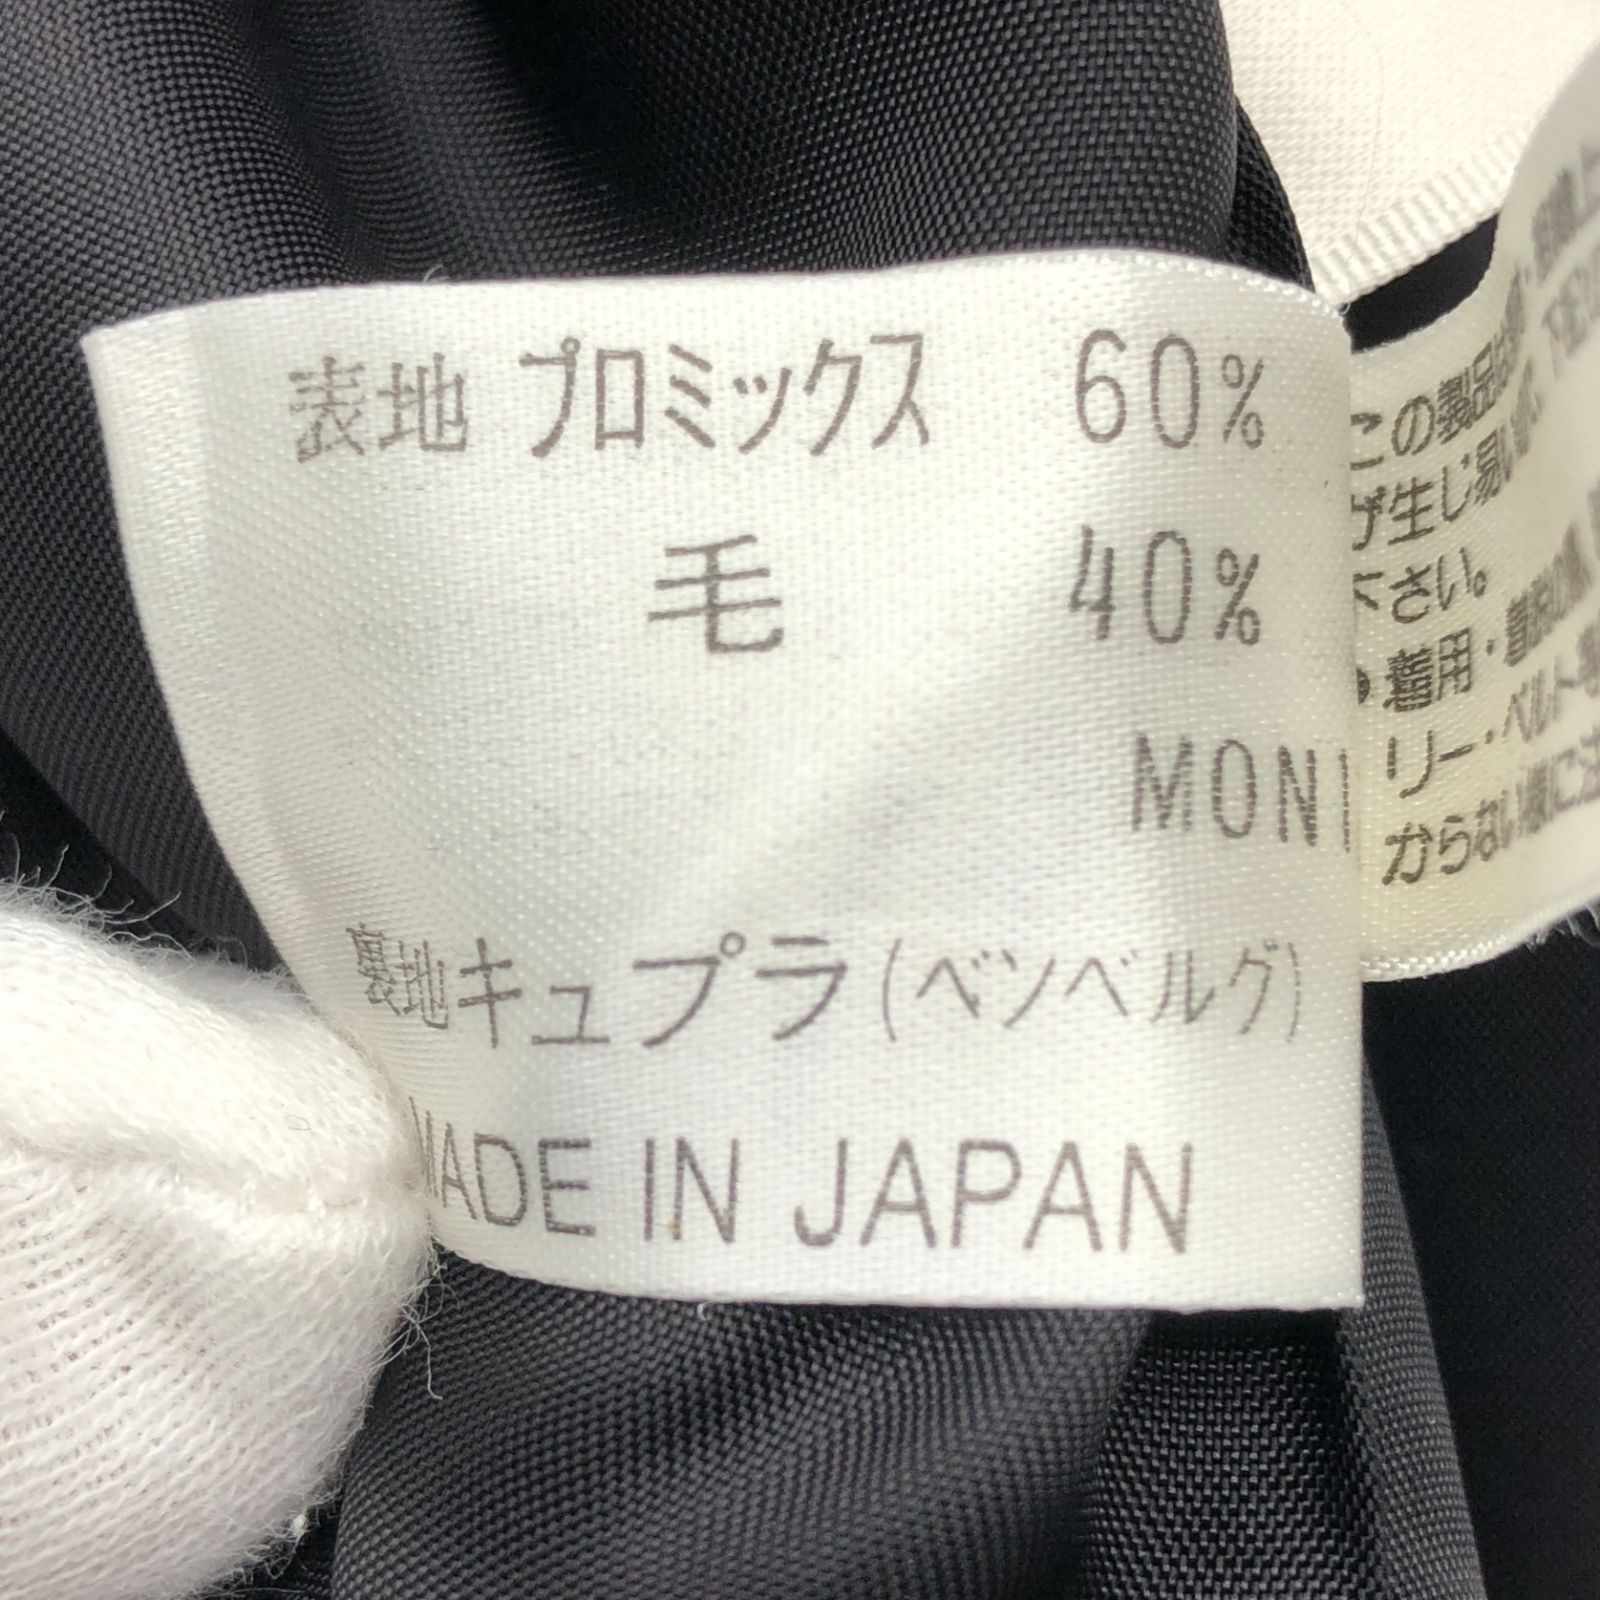 表地 プロミックス 60%
毛 40%
MONI
裏地 キュプラ(ベンベルグ)
MADE IN JAPAN
この製品は
生じ易い
下さい。
着用・
リー・ベルト
からない様に注